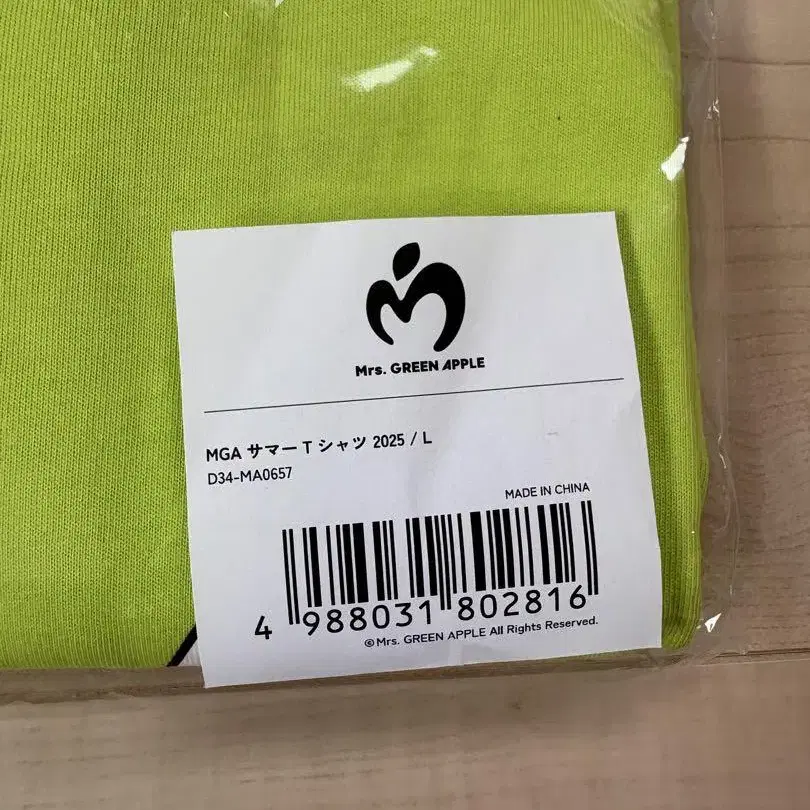 Mrs. GREEN APPLE
MGA サマー T シャツ 2025 / L
D34-MA0657
MADE IN CHINA
4 988031 802816
©Mrs. GREEN APPLE All Rights Reserved.